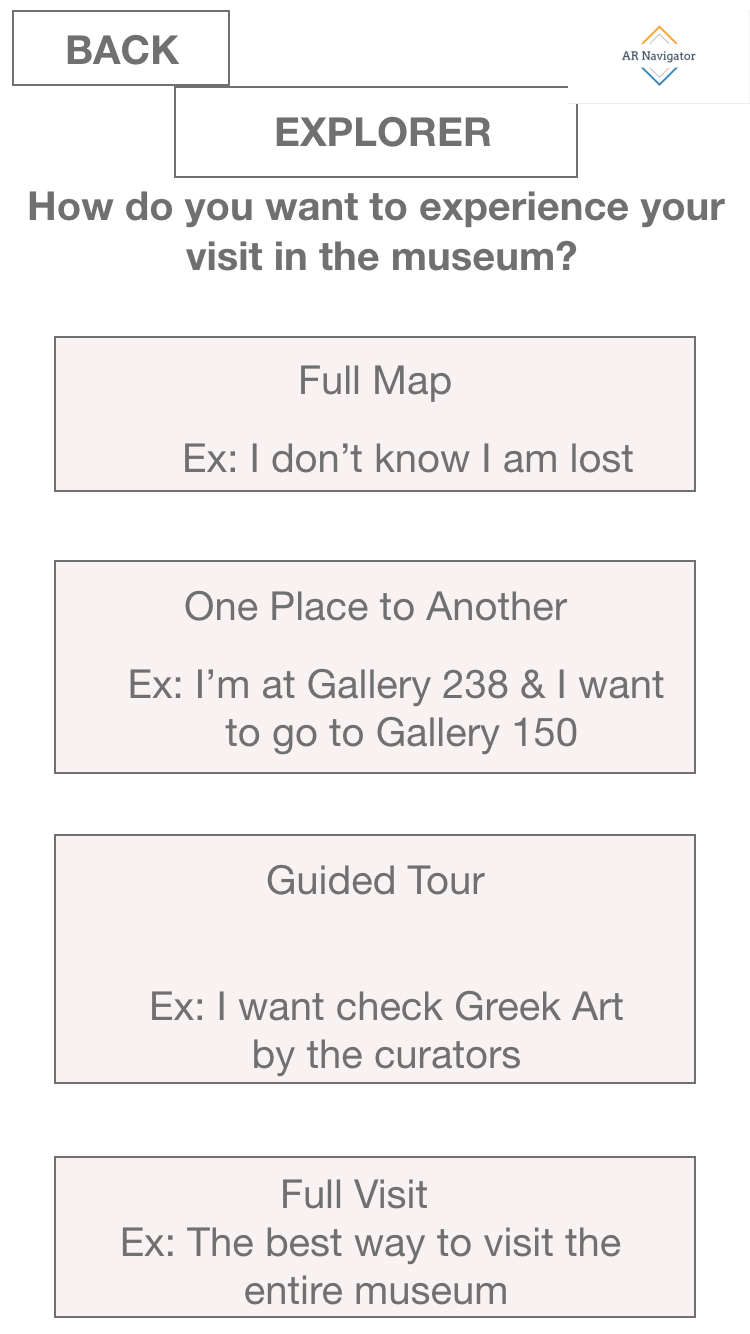 BACK
AR Navigator
EXPLORER
How do you want to experience your
visit in the museum?
Full Map
Ex: I don’t know I am lost
One Place to Another
Ex: I’m at Gallery 238 & I want
to go to Gallery 150
Guided Tour
Ex: I want check Greek Art
by the curators
Full Visit
Ex: The best way to visit the
entire museum